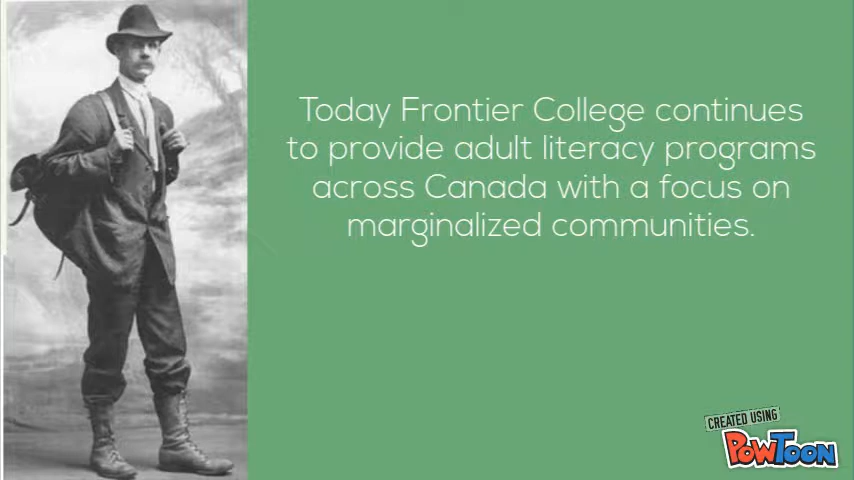 Today Frontier College continues
to provide adult literacy programs
across Canada with a focus on
marginalized communities.
CREATED USING
POWTOON